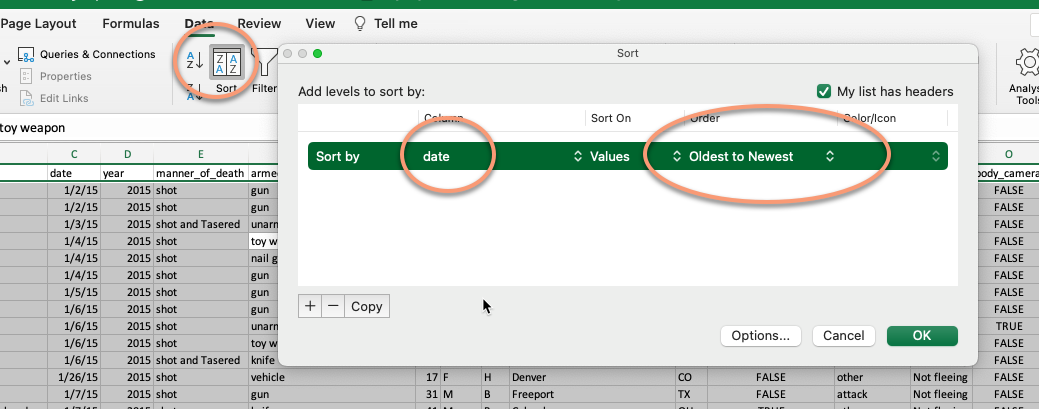 Page Layout Formulas Data Review View Tell me
Queries & Connections
Properties
Edit Links
A
Z
Z A
A Z
Z
A
Sort Filter
Analys
Tools
Sort
Add levels to sort by:
My list has headers
Column Sort On Order Color/Icon
Sort by date Values Oldest to Newest
+ − Copy
Options... Cancel OK
toy weapon
C D E O
date year manner_of_death arme body_camera
1/2/15 2015 shot gun FALSE
1/2/15 2015 shot gun FALSE
1/3/15 2015 shot and Tasered unarn FALSE
1/4/15 2015 shot toy w FALSE
1/4/15 2015 shot nail g FALSE
1/4/15 2015 shot gun FALSE
1/5/15 2015 shot gun FALSE
1/6/15 2015 shot gun FALSE
1/6/15 2015 shot unarn TRUE
1/6/15 2015 shot toy w FALSE
1/6/15 2015 shot and Tasered knife FALSE
1/26/15 2015 shot vehicle 17 F H Denver CO FALSE other Not fleeing FALSE
1/7/15 2015 shot gun 31 M B Freeport TX FALSE attack Not fleeing FALSE